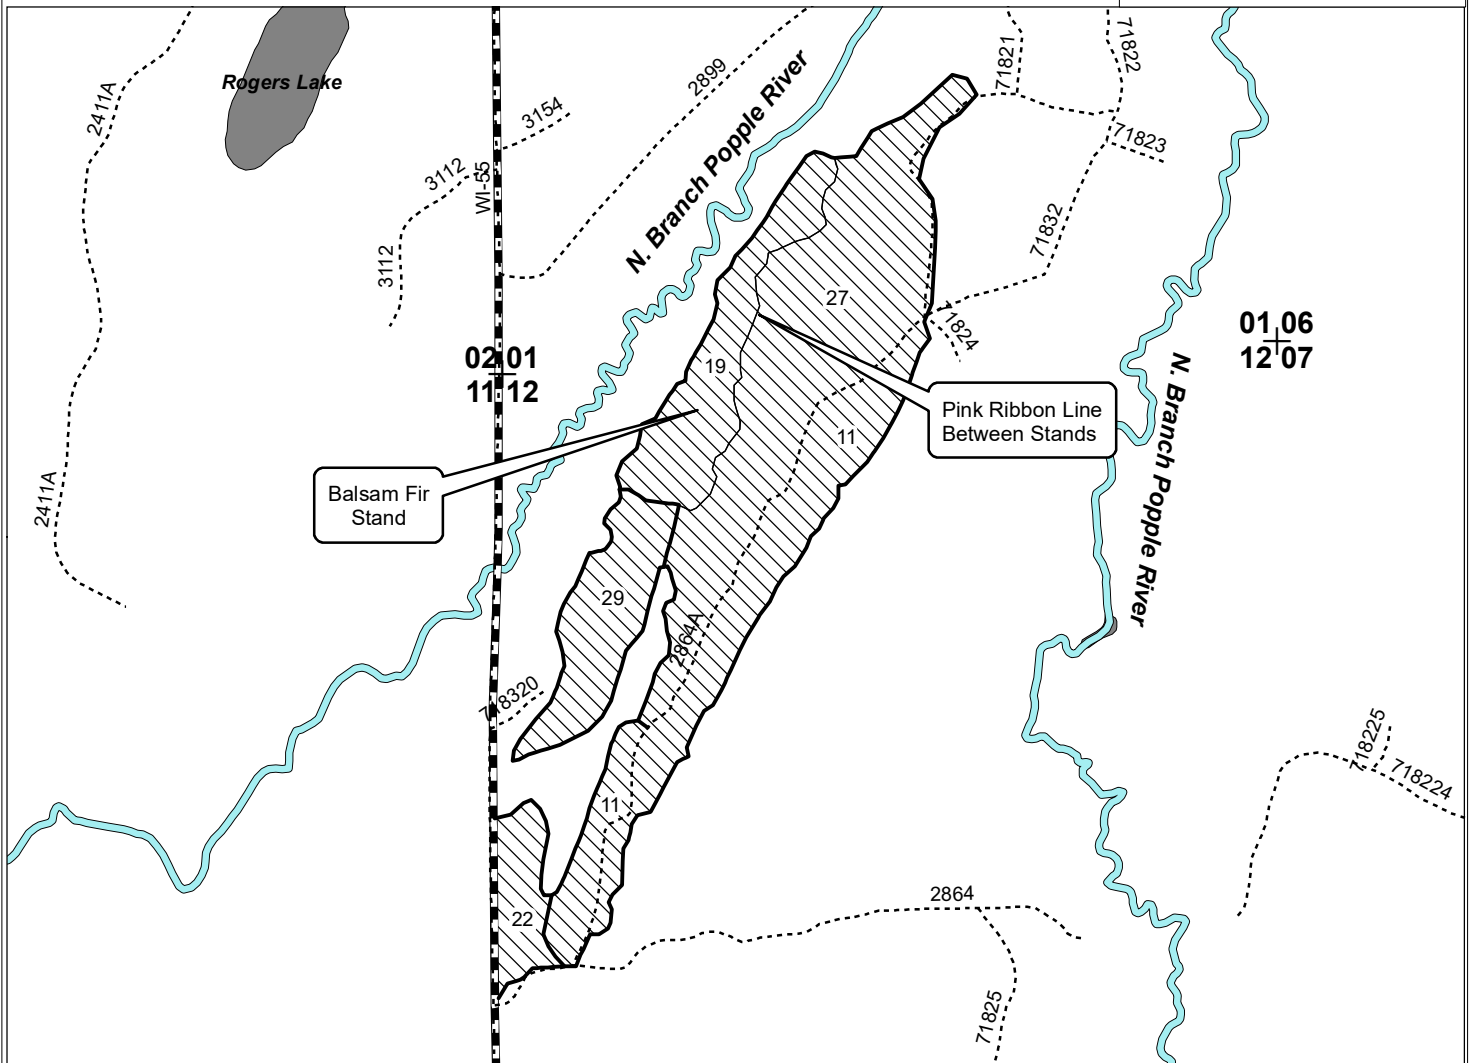 71821
71822
2899
N. Branch Popple River
Rogers Lake
2411A
3154
71823
3112
WI-55
71832
3112
27
71824
01 06
12 07
02 01
11 12
19
N. Branch Popple River
Pink Ribbon Line
Between Stands
11
Balsam Fir
Stand
2411A
29
2864A
718320
718225
718224
11
2864
22
71825